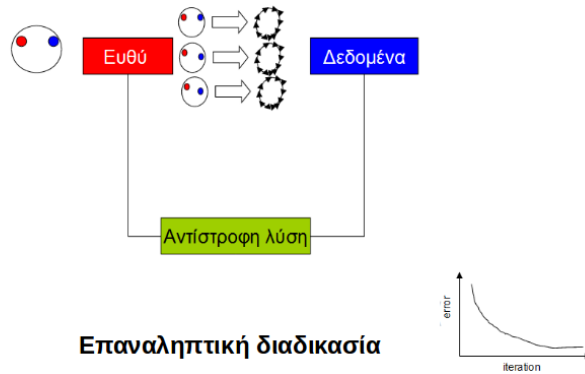 Ευθύ
Δεδομένα
Αντίστροφη λύση
Επαναληπτική διαδικασία
error
iteration